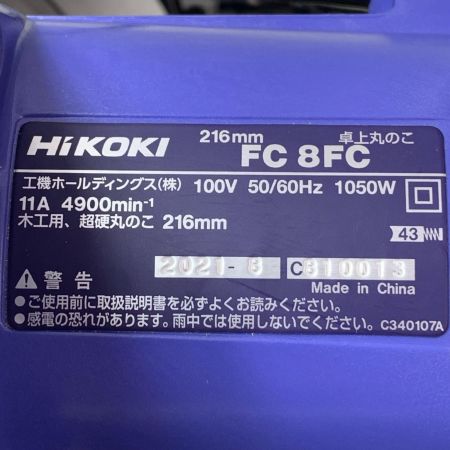 216mm 卓上丸のこ
HiKOKI FC 8FC
工機ホールディングス(株) 100V 50/60Hz 1050W
11A 4900min⁻¹
木工用、超硬丸のこ 216mm
43
2021-6 C810013
警告 Made in China
●ご使用前に取扱説明書を必ずよくお読みください。
●感電の恐れがあります。雨中では使用しないでください。 C340107A